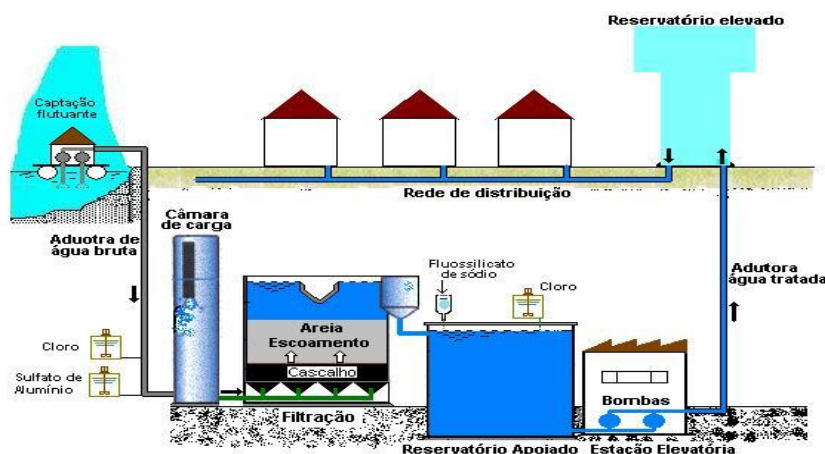 Reservatório elevado
Captação
flutuante
Rede de distribuição
Câmara
de carga
Aduotra de
água bruta
Fluossilicato
de sódio
Cloro
Adutora
água tratada
Cloro
Sulfato de
Alumínio
Areia
Escoamento
Cascalho
Filtração
Bombas
Reservatório Apoiado
Estação Elevatória